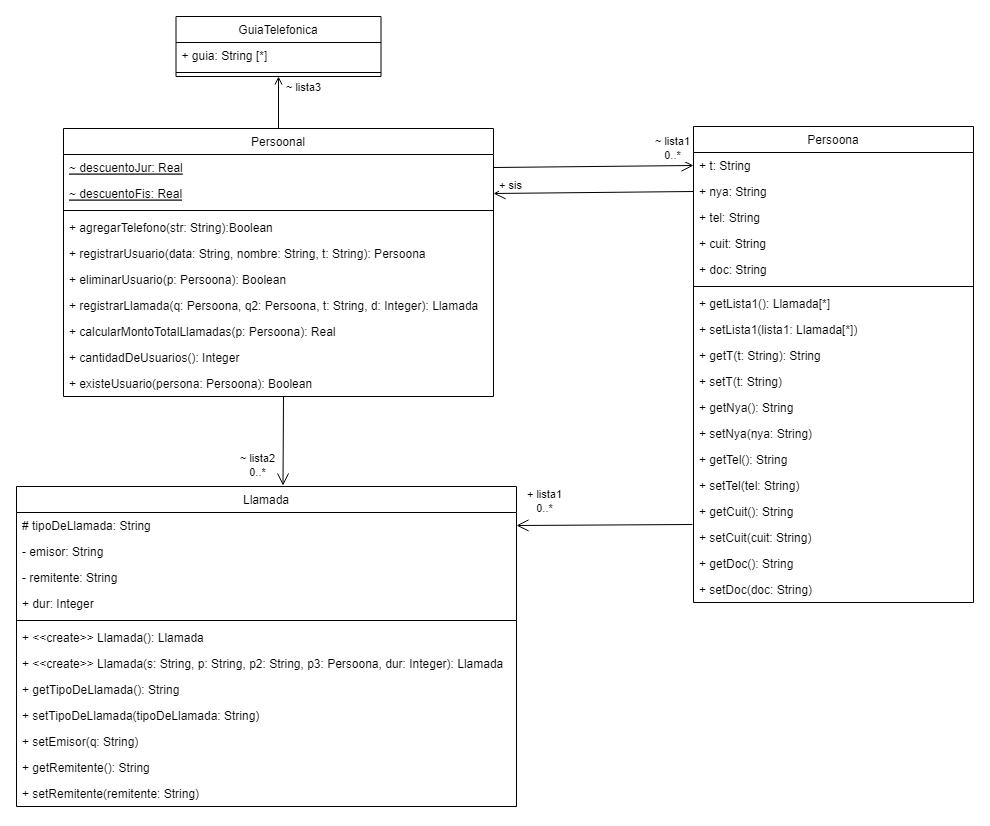 GuiaTelefonica
+ guia: String [*]
~ lista3
Persoonal
~ descuentoJur: Real
~ descuentoFis: Real
+ agregarTelefono(str: String):Boolean
+ registrarUsuario(data: String, nombre: String, t: String): Persoona
+ eliminarUsuario(p: Persoona): Boolean
+ registrarLlamada(q: Persoona, q2: Persoona, t: String, d: Integer): Llamada
+ calcularMontoTotalLlamadas(p: Persoona): Real
+ cantidadDeUsuarios(): Integer
+ existeUsuario(persona: Persoona): Boolean
~ lista1
0..*
+ sis
Persoona
+ t: String
+ nya: String
+ tel: String
+ cuit: String
+ doc: String
+ getLista1(): Llamada[*]
+ setLista1(lista1: Llamada[*])
+ getT(t: String): String
+ setT(t: String)
+ getNya(): String
+ setNya(nya: String)
+ getTel(): String
+ setTel(tel: String)
+ getCuit(): String
+ setCuit(cuit: String)
+ getDoc(): String
+ setDoc(doc: String)
~ lista2
0..*
+ lista1
0..*
Llamada
# tipoDeLlamada: String
- emisor: String
- remitente: String
+ dur: Integer
+ <<create>> Llamada(): Llamada
+ <<create>> Llamada(s: String, p: String, p2: String, p3: Persoona, dur: Integer): Llamada
+ getTipoDeLlamada(): String
+ setTipoDeLlamada(tipoDeLlamada: String)
+ setEmisor(q: String)
+ getRemitente(): String
+ setRemitente(remitente: String)